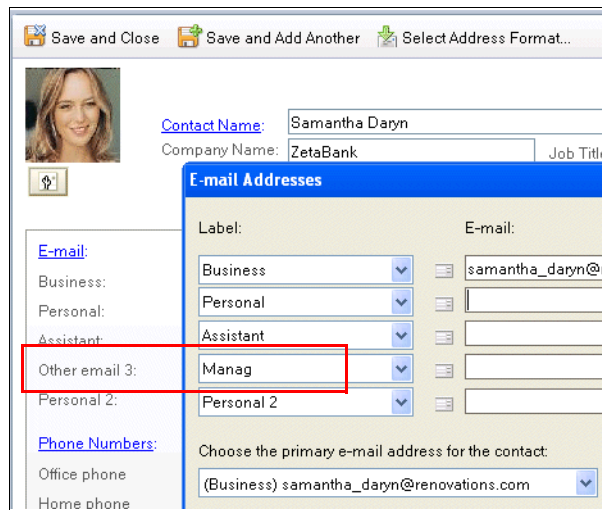 Save and Close Save and Add Another Select Address Format...
Contact Name: Samantha Daryn
Company Name: ZetaBank Job Title
E-mail Addresses
Label: E-mail:
E-mail:
Business: Business samantha_daryn@
Personal: Personal
Assistant: Assistant
Other email 3: Manag
Personal 2: Personal 2
Phone Numbers: Choose the primary e-mail address for the contact:
Office phone (Business) samantha_daryn@renovations.com
Home phone